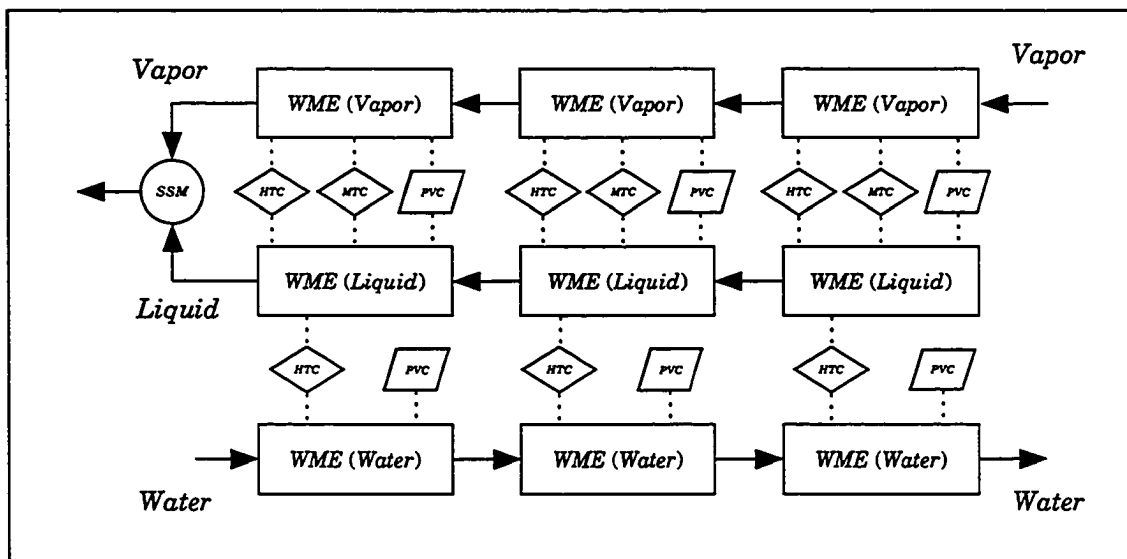 Vapor
Vapor
WME (Vapor) WME (Vapor) WME (Vapor)
SSM HTC MTC PVC HTC MTC PVC HTC MTC PVC
WME (Liquid) WME (Liquid) WME (Liquid)
Liquid
HTC PVC HTC PVC HTC PVC
WME (Water) WME (Water) WME (Water)
Water Water